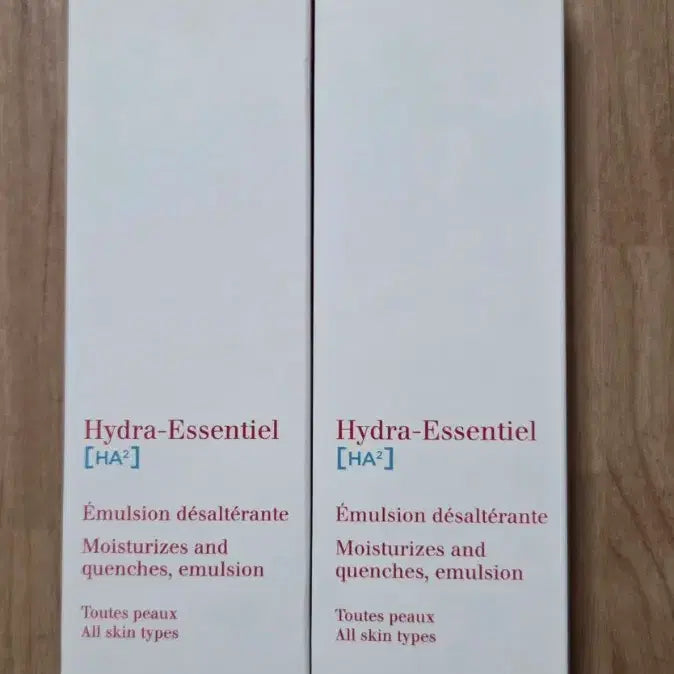 Hydra-Essentiel
[HA²]
Émulsion désaltérante
Moisturizes and
quenches, emulsion
Toutes peaux
All skin types
Hydra-Essentiel
[HA²]
Émulsion désaltérante
Moisturizes and
quenches, emulsion
Toutes peaux
All skin types